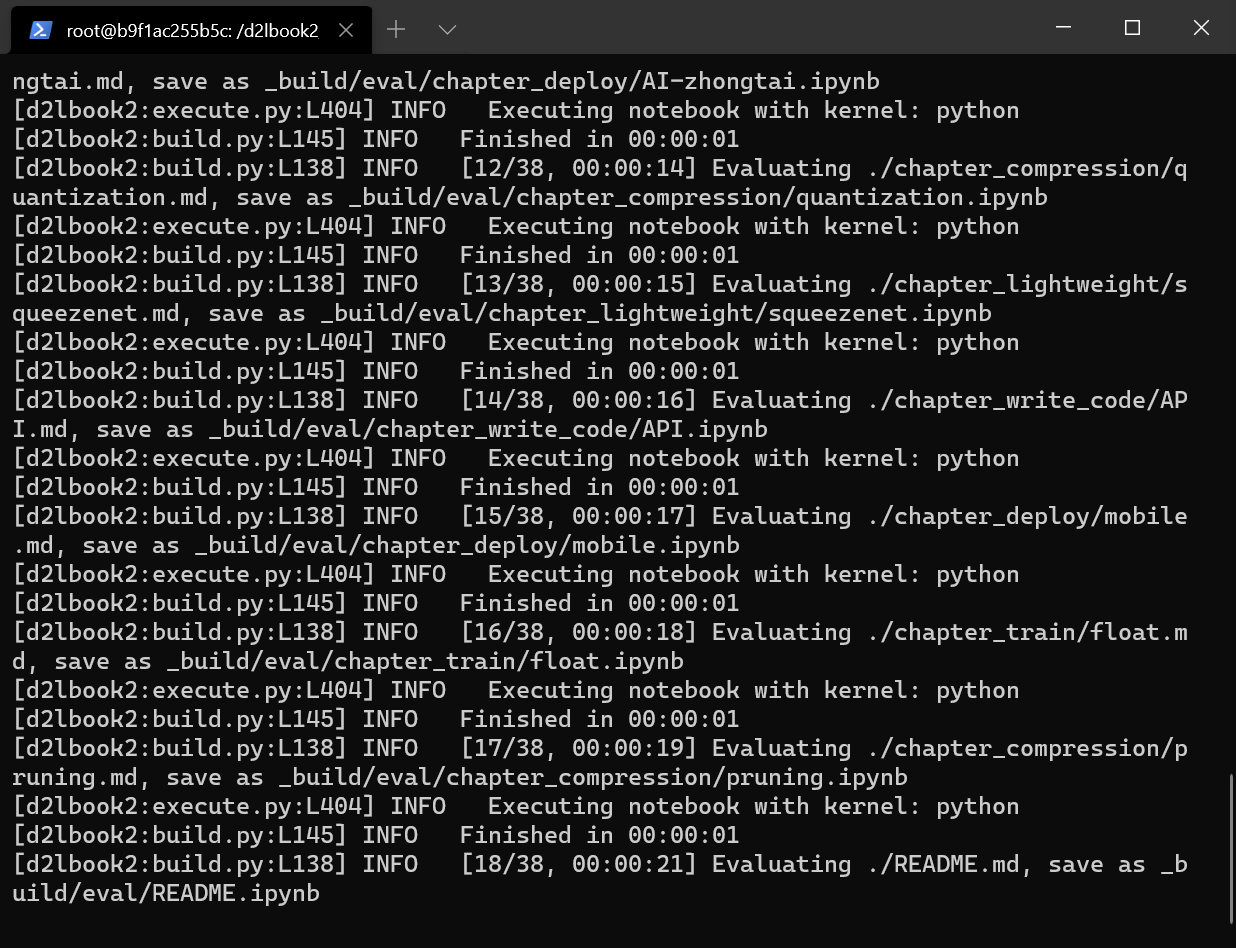 root@b9f1ac255b5c: /d2lbook2
ngtai.md, save as _build/eval/chapter_deploy/AI-zhongtai.ipynb
[d2lbook2:execute.py:L404] INFO   Executing notebook with kernel: python
[d2lbook2:build.py:L145] INFO   Finished in 00:00:01
[d2lbook2:build.py:L138] INFO   [12/38, 00:00:14] Evaluating ./chapter_compression/q
uantization.md, save as _build/eval/chapter_compression/quantization.ipynb
[d2lbook2:execute.py:L404] INFO   Executing notebook with kernel: python
[d2lbook2:build.py:L145] INFO   Finished in 00:00:01
[d2lbook2:build.py:L138] INFO   [13/38, 00:00:15] Evaluating ./chapter_lightweight/s
queezenet.md, save as _build/eval/chapter_lightweight/squeezenet.ipynb
[d2lbook2:execute.py:L404] INFO   Executing notebook with kernel: python
[d2lbook2:build.py:L145] INFO   Finished in 00:00:01
[d2lbook2:build.py:L138] INFO   [14/38, 00:00:16] Evaluating ./chapter_write_code/AP
I.md, save as _build/eval/chapter_write_code/API.ipynb
[d2lbook2:execute.py:L404] INFO   Executing notebook with kernel: python
[d2lbook2:build.py:L145] INFO   Finished in 00:00:01
[d2lbook2:build.py:L138] INFO   [15/38, 00:00:17] Evaluating ./chapter_deploy/mobile
.md, save as _build/eval/chapter_deploy/mobile.ipynb
[d2lbook2:execute.py:L404] INFO   Executing notebook with kernel: python
[d2lbook2:build.py:L145] INFO   Finished in 00:00:01
[d2lbook2:build.py:L138] INFO   [16/38, 00:00:18] Evaluating ./chapter_train/float.m
d, save as _build/eval/chapter_train/float.ipynb
[d2lbook2:execute.py:L404] INFO   Executing notebook with kernel: python
[d2lbook2:build.py:L145] INFO   Finished in 00:00:01
[d2lbook2:build.py:L138] INFO   [17/38, 00:00:19] Evaluating ./chapter_compression/p
runing.md, save as _build/eval/chapter_compression/pruning.ipynb
[d2lbook2:execute.py:L404] INFO   Executing notebook with kernel: python
[d2lbook2:build.py:L145] INFO   Finished in 00:00:01
[d2lbook2:build.py:L138] INFO   [18/38, 00:00:21] Evaluating ./README.md, save as _b
uild/eval/README.ipynb